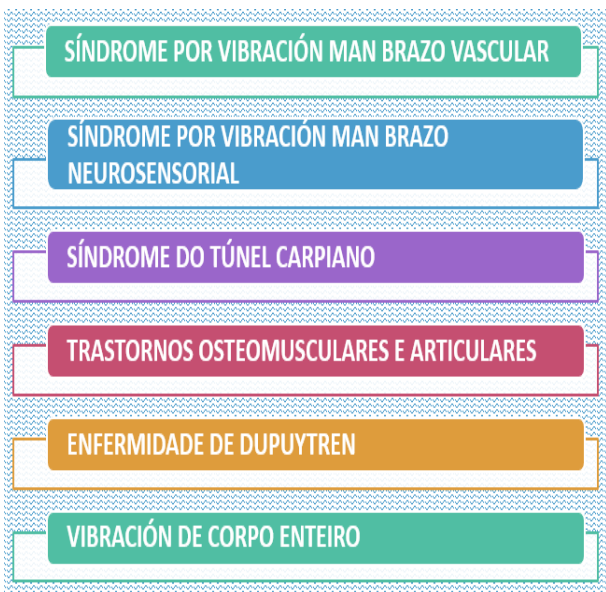 SÍNDROME POR VIBRACIÓN MAN BRAZO VASCULAR
SÍNDROME POR VIBRACIÓN MAN BRAZO
NEUROSENSORIAL
SÍNDROME DO TÚNEL CARPIANO
TRASTORNOS OSTEOMUSCULARES E ARTICULARES
ENFERMIDADE DE DUPUYTREN
VIBRACIÓN DE CORPO ENTEIRO